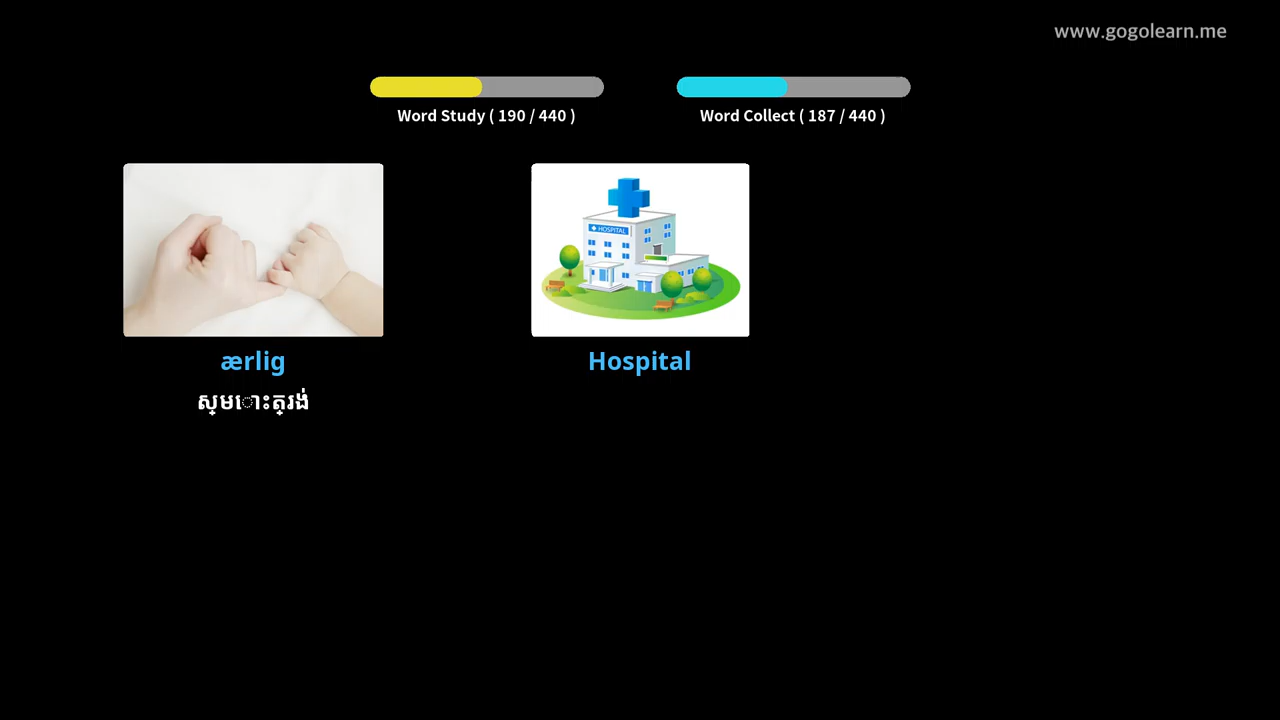 www.gogolearn.me
Word Study ( 190 / 440 )
Word Collect ( 187 / 440 )
HOSPITAL
ærlig
Hospital
ស្មោះត្រង់